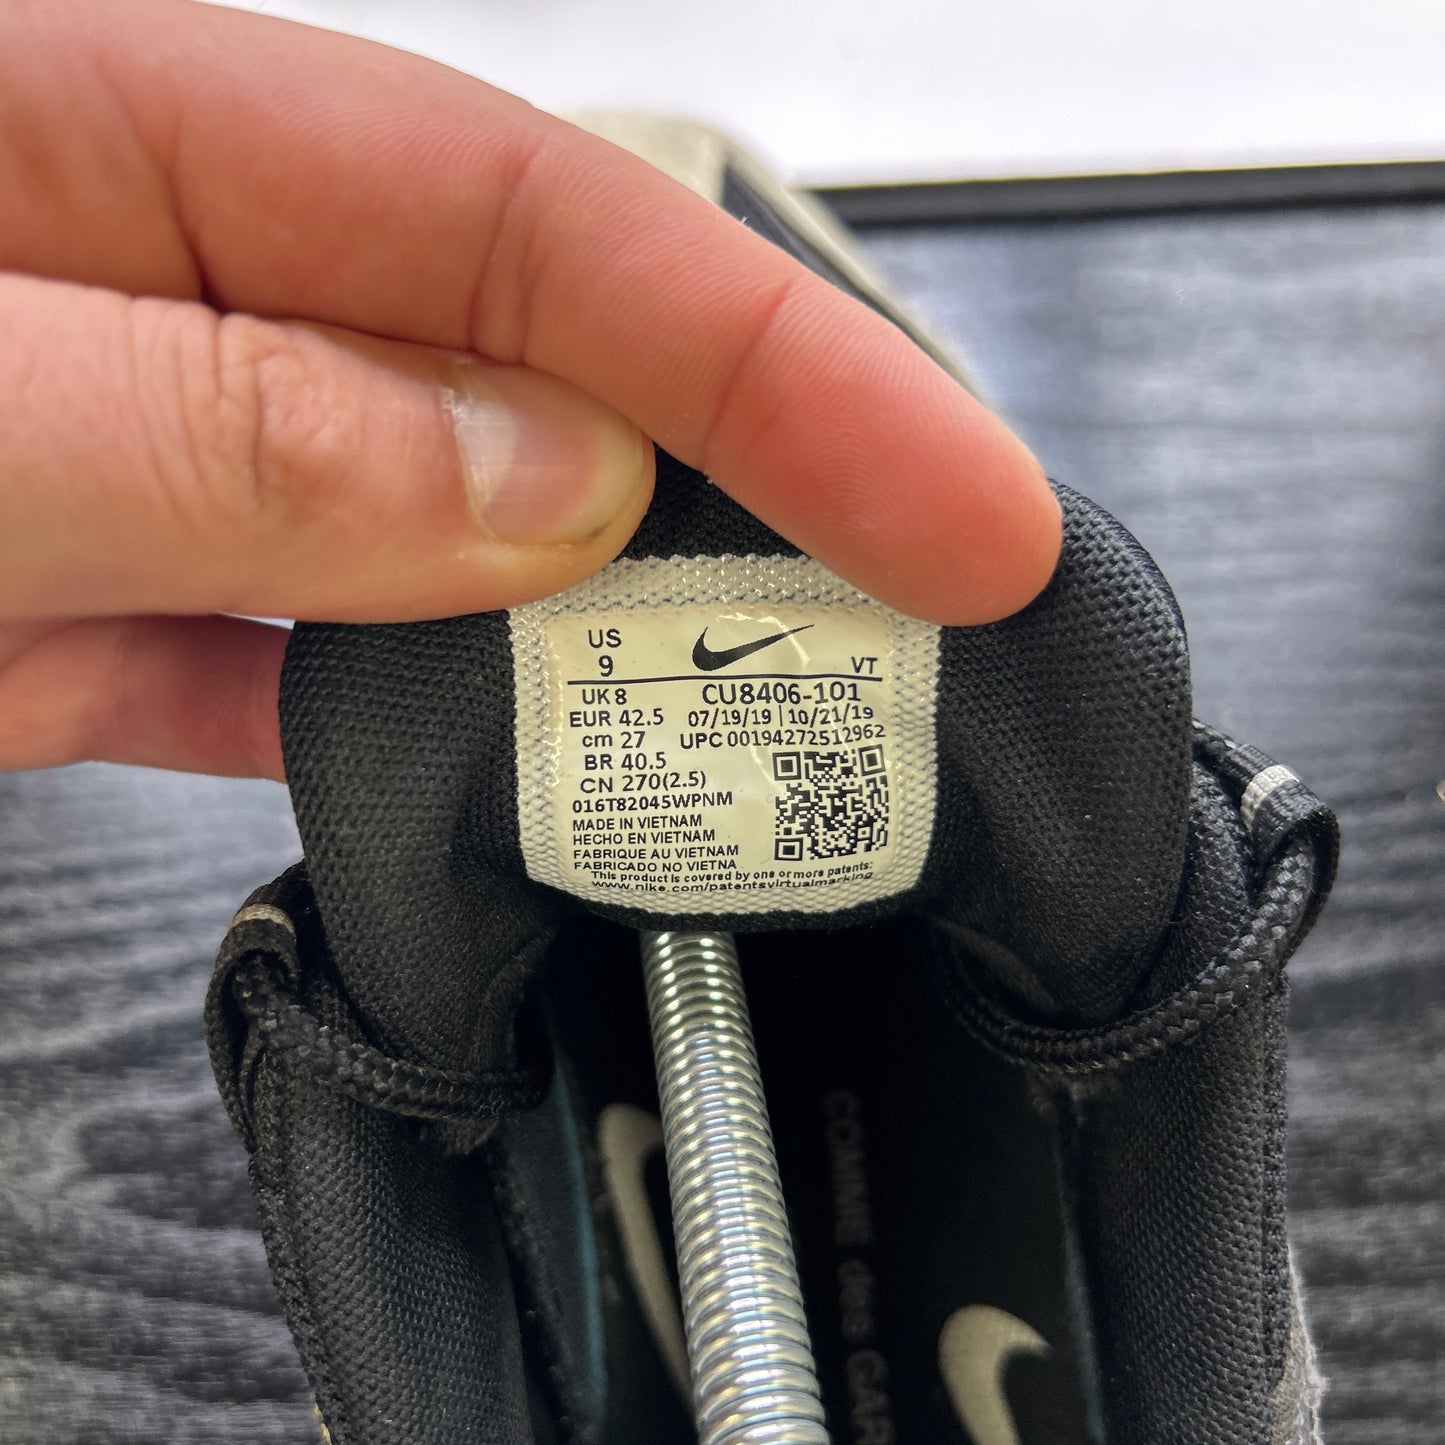 US
9
VT
UK 8
CU8406-101
EUR 42.5
07/19/19 | 10/21/19
cm 27
UPC 00194272512962
BR 40.5
CN 270(2.5)
016T82045WPNM
MADE IN VIETNAM
HECHO EN VIETNAM
FABRIQUE AU VIETNAM
FABRICADO NO VIETNA
This product is covered by one or more patents:
www.nike.com/patentsvirtualmarking
COMME des GAR